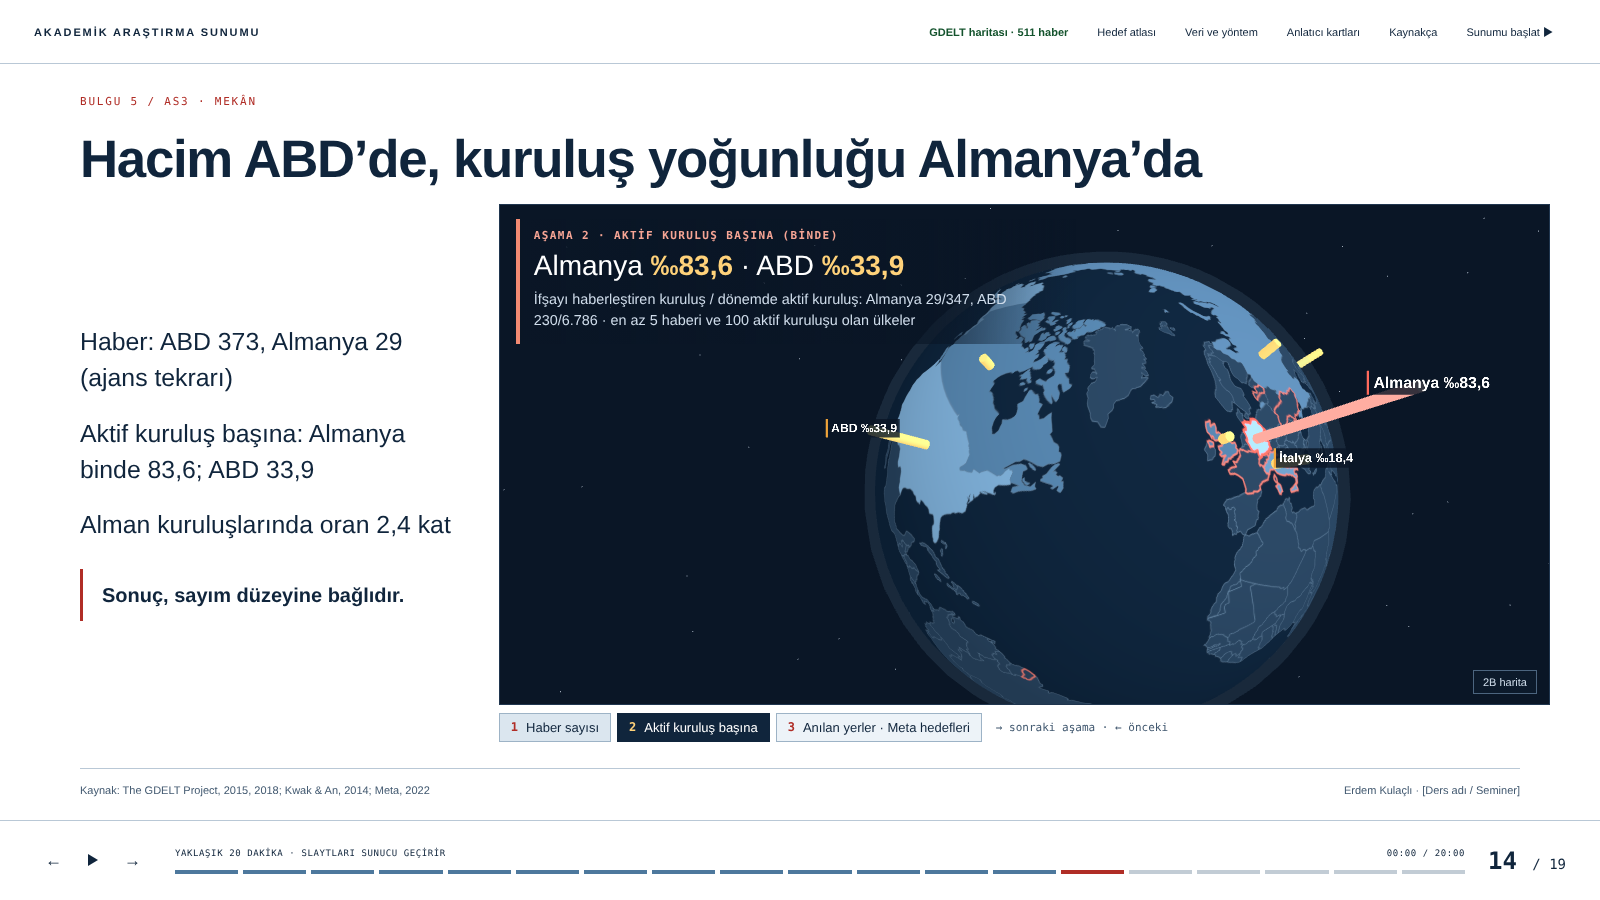 AKADEMİK ARAŞTIRMA SUNUMU
GDELT haritası · 511 haber
Hedef atlası
Veri ve yöntem
Anlatıcı kartları
Kaynakça
Sunumu başlat ▶
BULGU 5 / AS3 · MEKÂN
Hacim ABD’de, kuruluş yoğunluğu Almanya’da
Haber: ABD 373, Almanya 29
(ajans tekrarı)
Aktif kuruluş başına: Almanya
binde 83,6; ABD 33,9
Alman kuruluşlarında oran 2,4 kat
Sonuç, sayım düzeyine bağlıdır.
AŞAMA 2 · AKTİF KURULUŞ BAŞINA (BİNDE)
Almanya ‰83,6 · ABD ‰33,9
İfşayı haberleştiren kuruluş / dönemde aktif kuruluş: Almanya 29/347, ABD
230/6.786 · en az 5 haberi ve 100 aktif kuruluşu olan ülkeler
Almanya ‰83,6
ABD ‰33,9
İtalya ‰18,4
2B harita
1 Haber sayısı
2 Aktif kuruluş başına
3 Anılan yerler · Meta hedefleri
→ sonraki aşama · ← önceki
Kaynak: The GDELT Project, 2015, 2018; Kwak & An, 2014; Meta, 2022
Erdem Kulaçlı · [Ders adı / Seminer]
← ▶ →
YAKLAŞIK 20 DAKİKA · SLAYTLARI SUNUCU GEÇİRİR
00:00 / 20:00
14 / 19